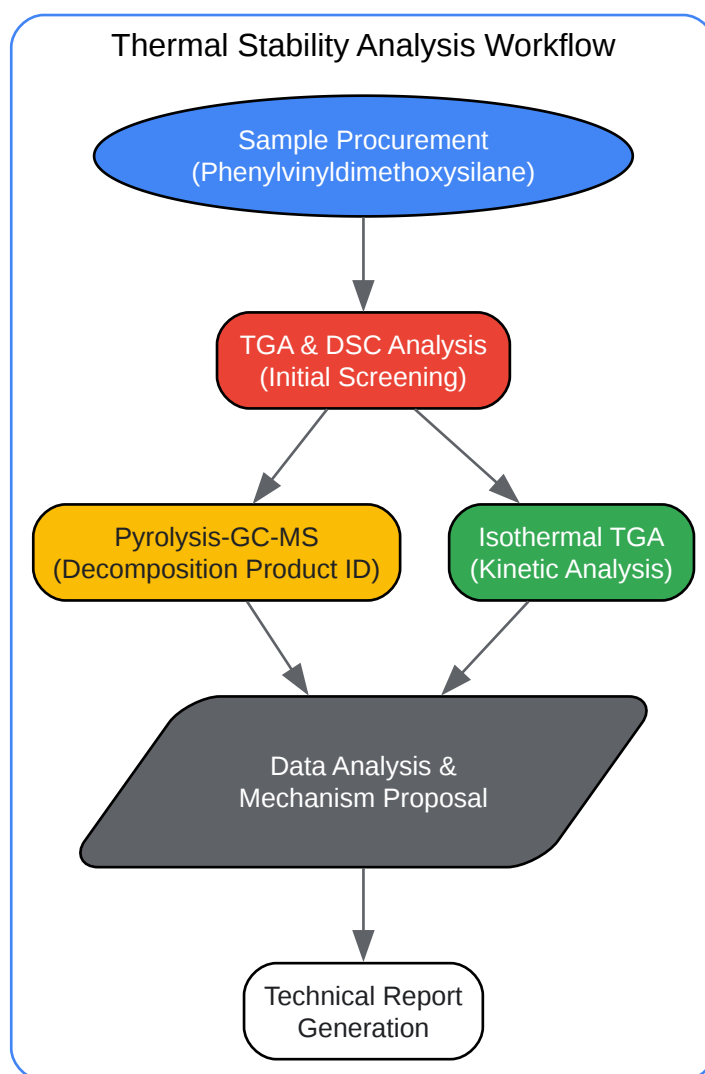 Thermal Stability Analysis Workflow
Sample Procurement
(Phenylvinyldimethoxysilane)
TGA & DSC Analysis
(Initial Screening)
Pyrolysis-GC-MS
(Decomposition Product ID)
Isothermal TGA
(Kinetic Analysis)
Data Analysis &
Mechanism Proposal
Technical Report
Generation